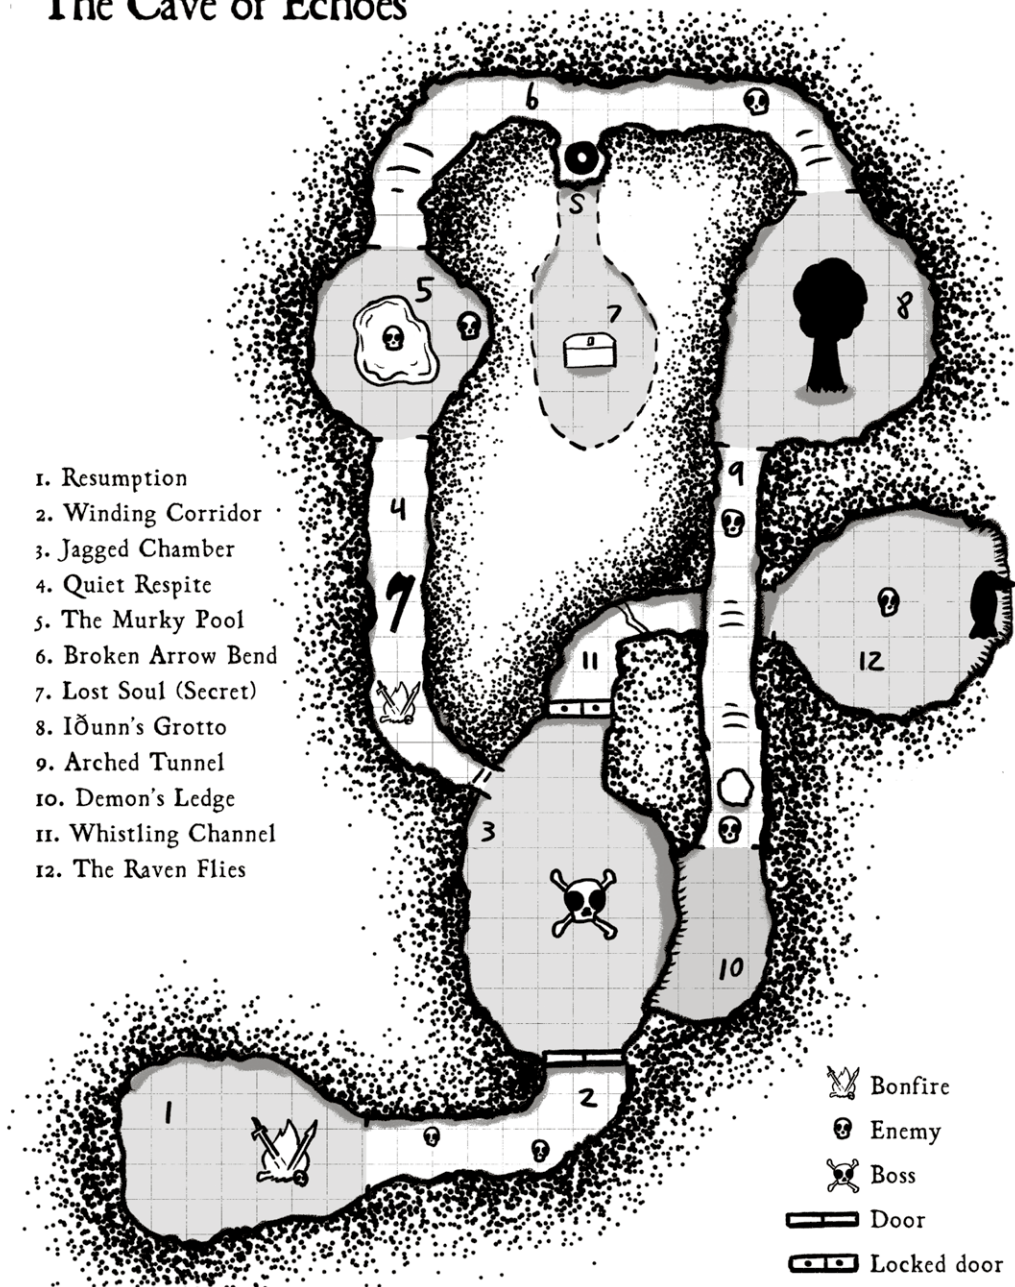 The Cave of Echoes
6
S
5
7
8
9
4
1. Resumption
2. Winding Corridor
3. Jagged Chamber
4. Quiet Respite
5. The Murky Pool
6. Broken Arrow Bend
7. Lost Soul (Secret)
8. Iðunn's Grotto
9. Arched Tunnel
10. Demon's Ledge
11. Whistling Channel
12. The Raven Flies
11
12
3
10
2
1
Bonfire
Enemy
Boss
Door
Locked door